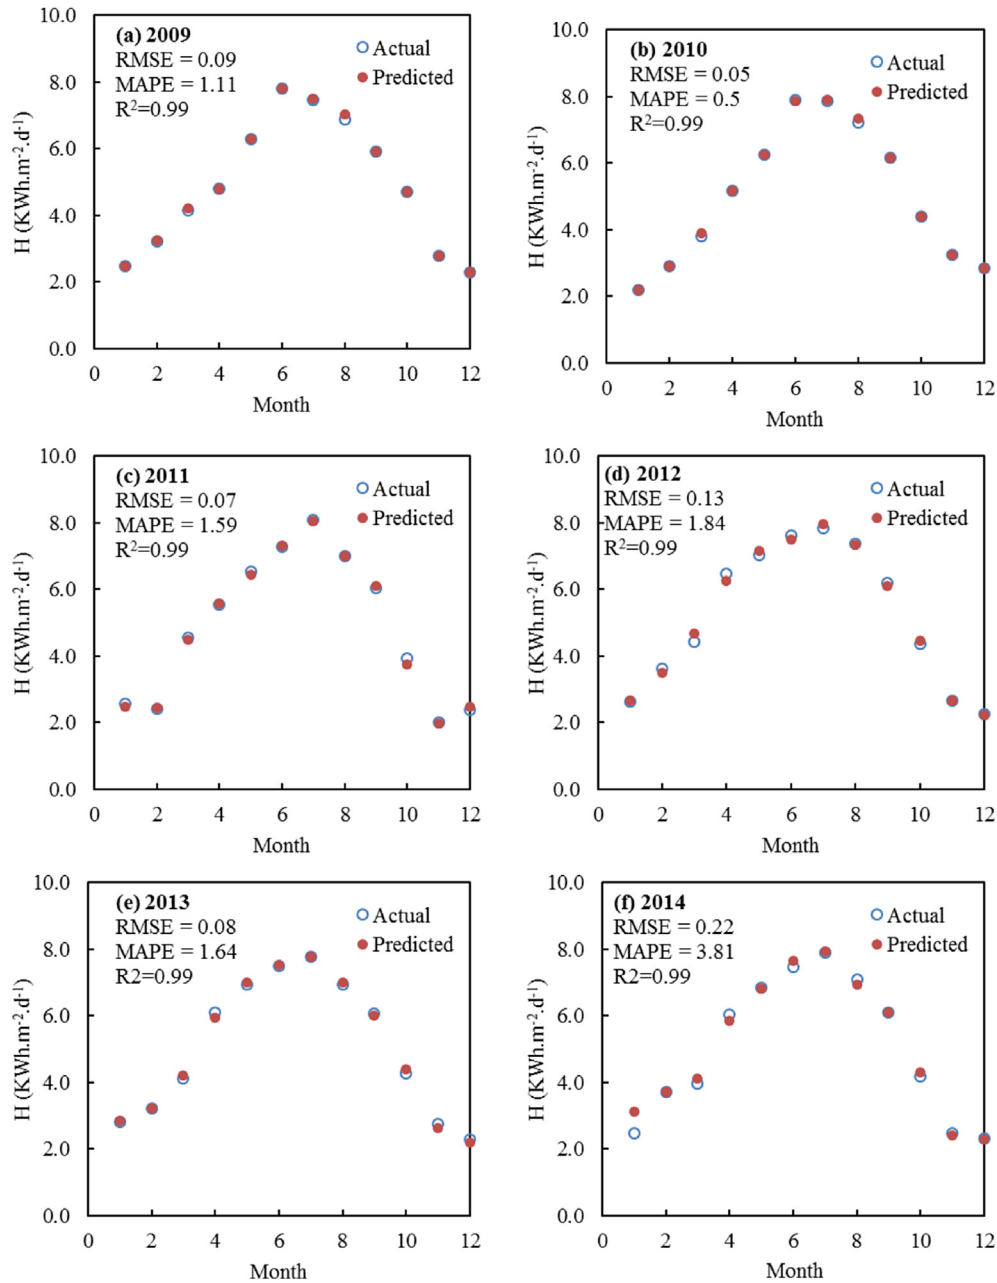 10.0
8.0
6.0
4.0
2.0
0.0
H (KWh.m⁻².d⁻¹)
(a) 2009
RMSE = 0.09
MAPE = 1.11
R²=0.99
Actual
Predicted
0 2 4 6 8 10 12
Month
10.0
8.0
6.0
4.0
2.0
0.0
H (KWh.m⁻².d⁻¹)
(b) 2010
RMSE = 0.05
MAPE = 0.5
R²=0.99
Actual
Predicted
0 2 4 6 8 10 12
Month
10.0
8.0
6.0
4.0
2.0
0.0
H (KWh.m⁻².d⁻¹)
(c) 2011
RMSE = 0.07
MAPE = 1.59
R²=0.99
Actual
Predicted
0 2 4 6 8 10 12
Month
10.0
8.0
6.0
4.0
2.0
0.0
H (KWh.m⁻².d⁻¹)
(d) 2012
RMSE = 0.13
MAPE = 1.84
R²=0.99
Actual
Predicted
0 2 4 6 8 10 12
Month
10.0
8.0
6.0
4.0
2.0
0.0
H (KWh.m⁻².d⁻¹)
(e) 2013
RMSE = 0.08
MAPE = 1.64
R2=0.99
Actual
Predicted
0 2 4 6 8 10 12
Month
10.0
8.0
6.0
4.0
2.0
0.0
H (KWh.m⁻².d⁻¹)
(f) 2014
RMSE = 0.22
MAPE = 3.81
R2=0.99
Actual
Predicted
0 2 4 6 8 10 12
Month